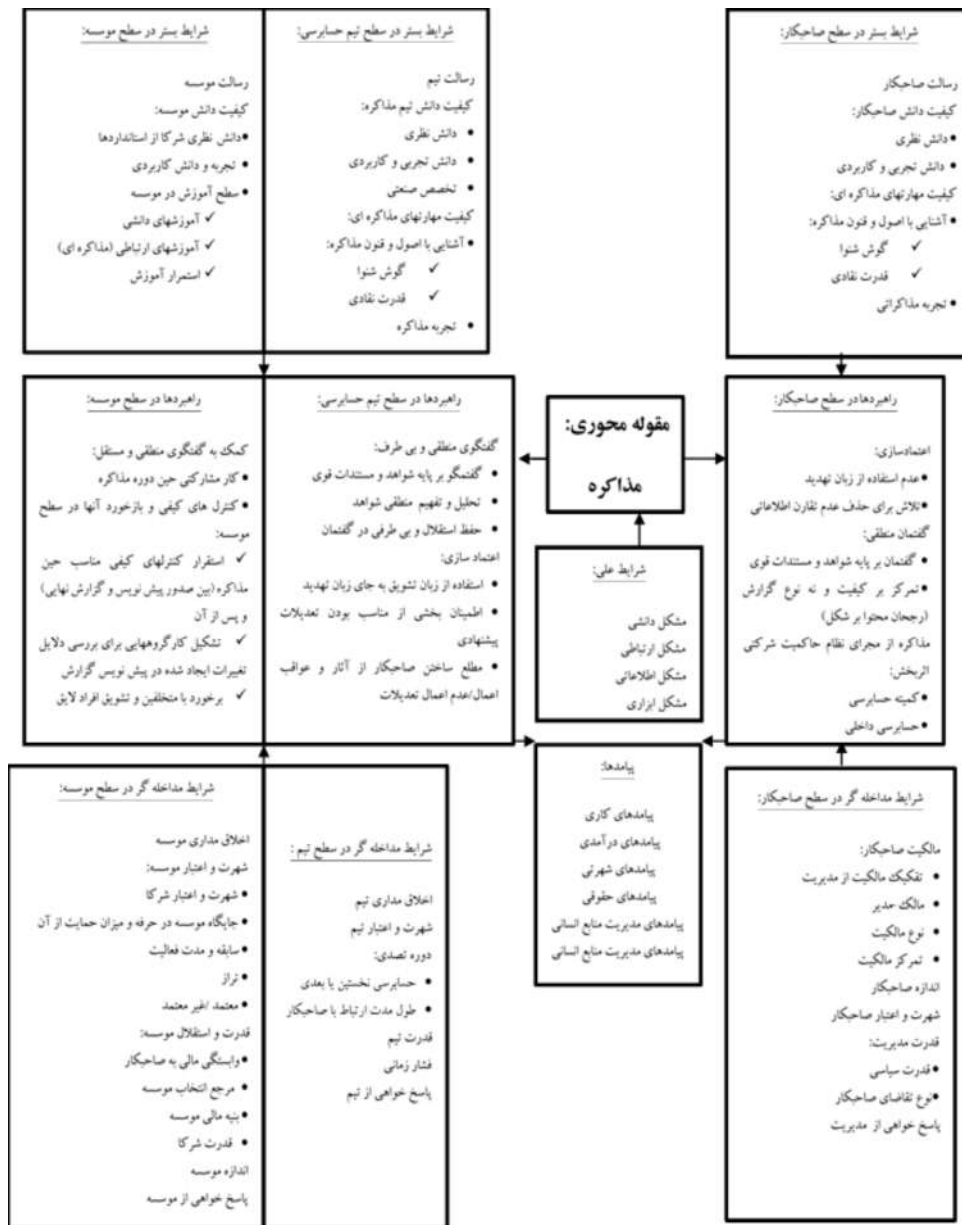 شرایط بستر در سطح صاحبکار:
رسالت صاحبکار
کیفیت دانش صاحبکار:
●دانش نظری
● دانش تجربی و کاربردی
کیفیت مهارتهای مذاکره ای:
●آشنایی با اصول و فنون مذاکره:
✓ گوش شنوا
✓ قدرت نقادی
● تجربه مذاکراتی
شرایط بستر در سطح تیم حسابرسی:
رسالت تیم
کیفیت دانش تیم مذاکره:
● دانش نظری
● دانش تجربی و کاربردی
● تخصص صنعتی
کیفیت مهارتهای مذاکره ای:
●آشنایی با اصول و فنون مذاکره:
✓ گوش شنوا
✓ قدرت نقادی
● تجربه مذاکره
شرایط بستر در سطح موسسه:
رسالت موسسه
کیفیت دانش موسسه:
●دانش نظری شرکا از استانداردها
● تجربه و دانش کاربردی
● سطح آموزش در موسسه
✓ آموزشهای دانشی
✓ آموزشهای ارتباطی (مذاکره ای)
✓ استمرار آموزش
راهبردها در سطح صاحبکار:
اعتمادسازی:
●عدم استفاده از زبان تهدید
●تلاش برای حذف عدم تقارن اطلاعاتی
گفتمان منطقی:
● گفتمان بر پایه شواهد و مستندات قوی
●تمرکز بر کیفیت و نه نوع گزارش
(رجحان محتوا بر شکل)
مذاکره از مجرای نظام حاکمیت شرکتی
اثربخش:
●کمیته حسابرسی
●حسابرسی داخلی
مقوله محوری:
مذاکره
راهبردها در سطح تیم حسابرسی:
گفتگوی منطقی و بی طرف:
● گفتمگو بر پایه شواهد و مستندات قوی
● تحلیل و تفهیم منطقی شواهد
● حفظ استقلال و بی طرفی در گفتمان
اعتماد سازی:
● استفاده از زبان تشویق به جای زبان تهدید
● اطمینان بخشی از مناسب بودن تعدیلات
پیشنهادی
● مطلع ساختن صاحبکار از آثار و عواقب
اعمال/عدم اعمال تعدیلات
راهبردها در سطح موسسه:
کمک به گفتگوی منطقی و مستقل:
● کار مشارکتی حین دوره مذاکره
● کنترل های کیفی و بازخورد آنها در سطح
موسسه:
✓ استقرار کنترلهای کیفی مناسب حین
مذاکره (بین صدور پیش نویس و گزارش نهایی)
و پس از آن
✓ تشکیل کارگروههایی برای بررسی دلایل
تغییرات ایجاد شده در پیش نویس گزارش
✓ برخورد با متخلفین و تشویق افراد لایق
شرایط علی:
مشکل دانشی
مشکل ارتباطی
مشکل اطلاعاتی
مشکل ابزاری
پیامدها:
پیامدهای کاری
پیامدهای درآمدی
پیامدهای شهرتی
پیامدهای حقوقی
پیامدهای مدیریت منابع انسانی
پیامدهای مدیریت منابع انسانی
شرایط مداخله گر در سطح صاحبکار:
مالکیت صاحبکار:
● تفکیک مالکیت از مدیریت
● مالک-مدیر
● نوع مالکیت
● تمرکز مالکیت
اندازه صاحبکار
شهرت و اعتبار صاحبکار
قدرت مدیریت:
●قدرت سیاسی
●نوع تقاضای صاحبکار
پاسخ خواهی از مدیریت
شرایط مداخله گر در سطح تیم :
اخلاق مداری تیم
شهرت و اعتبار تیم
دوره تصدی:
● حسابرسی نخستین یا بعدی
● طول مدت ارتباط با صاحبکار
قدرت تیم
فشار زمانی
پاسخ خواهی از تیم
شرایط مداخله گر در سطح موسسه:
اخلاق مداری موسسه
شهرت و اعتبار موسسه:
● شهرت و اعتبار شرکا
● جایگاه موسسه در حرفه و میزان حمایت از آن
● سابقه و مدت فعالیت
● تراز
● معتمد /غیر معتمد
قدرت و استقلال موسسه:
●وابستگی مالی به صاحبکار
● مرجع انتخاب موسسه
● بنیه مالی موسسه
● قدرت شرکا
اندازه موسسه
پاسخ خواهی از موسسه